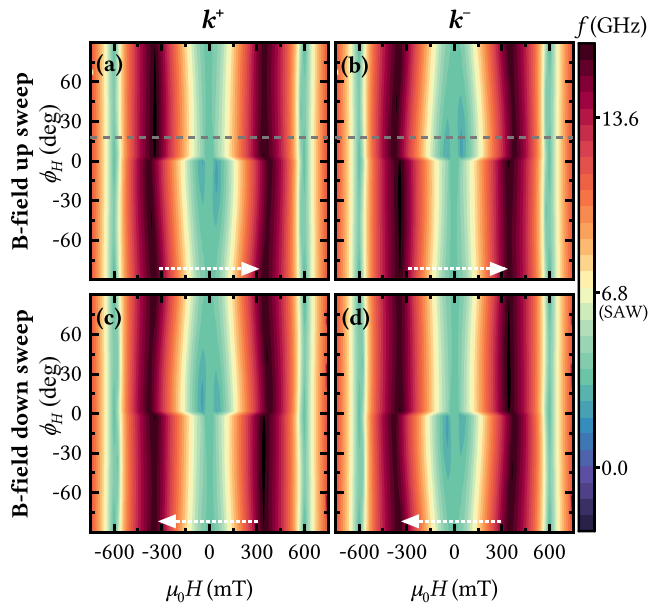 k⁺ k⁻ f (GHz)
(a) (b)
B-field up sweep
ϕ_H (deg)
60
30
0
-30
-60
13.6
6.8
(SAW)
0.0
(c) (d)
B-field down sweep
ϕ_H (deg)
60
30
0
-30
-60
-600 -300 0 300 600 -600 -300 0 300 600
μ₀H (mT) μ₀H (mT)